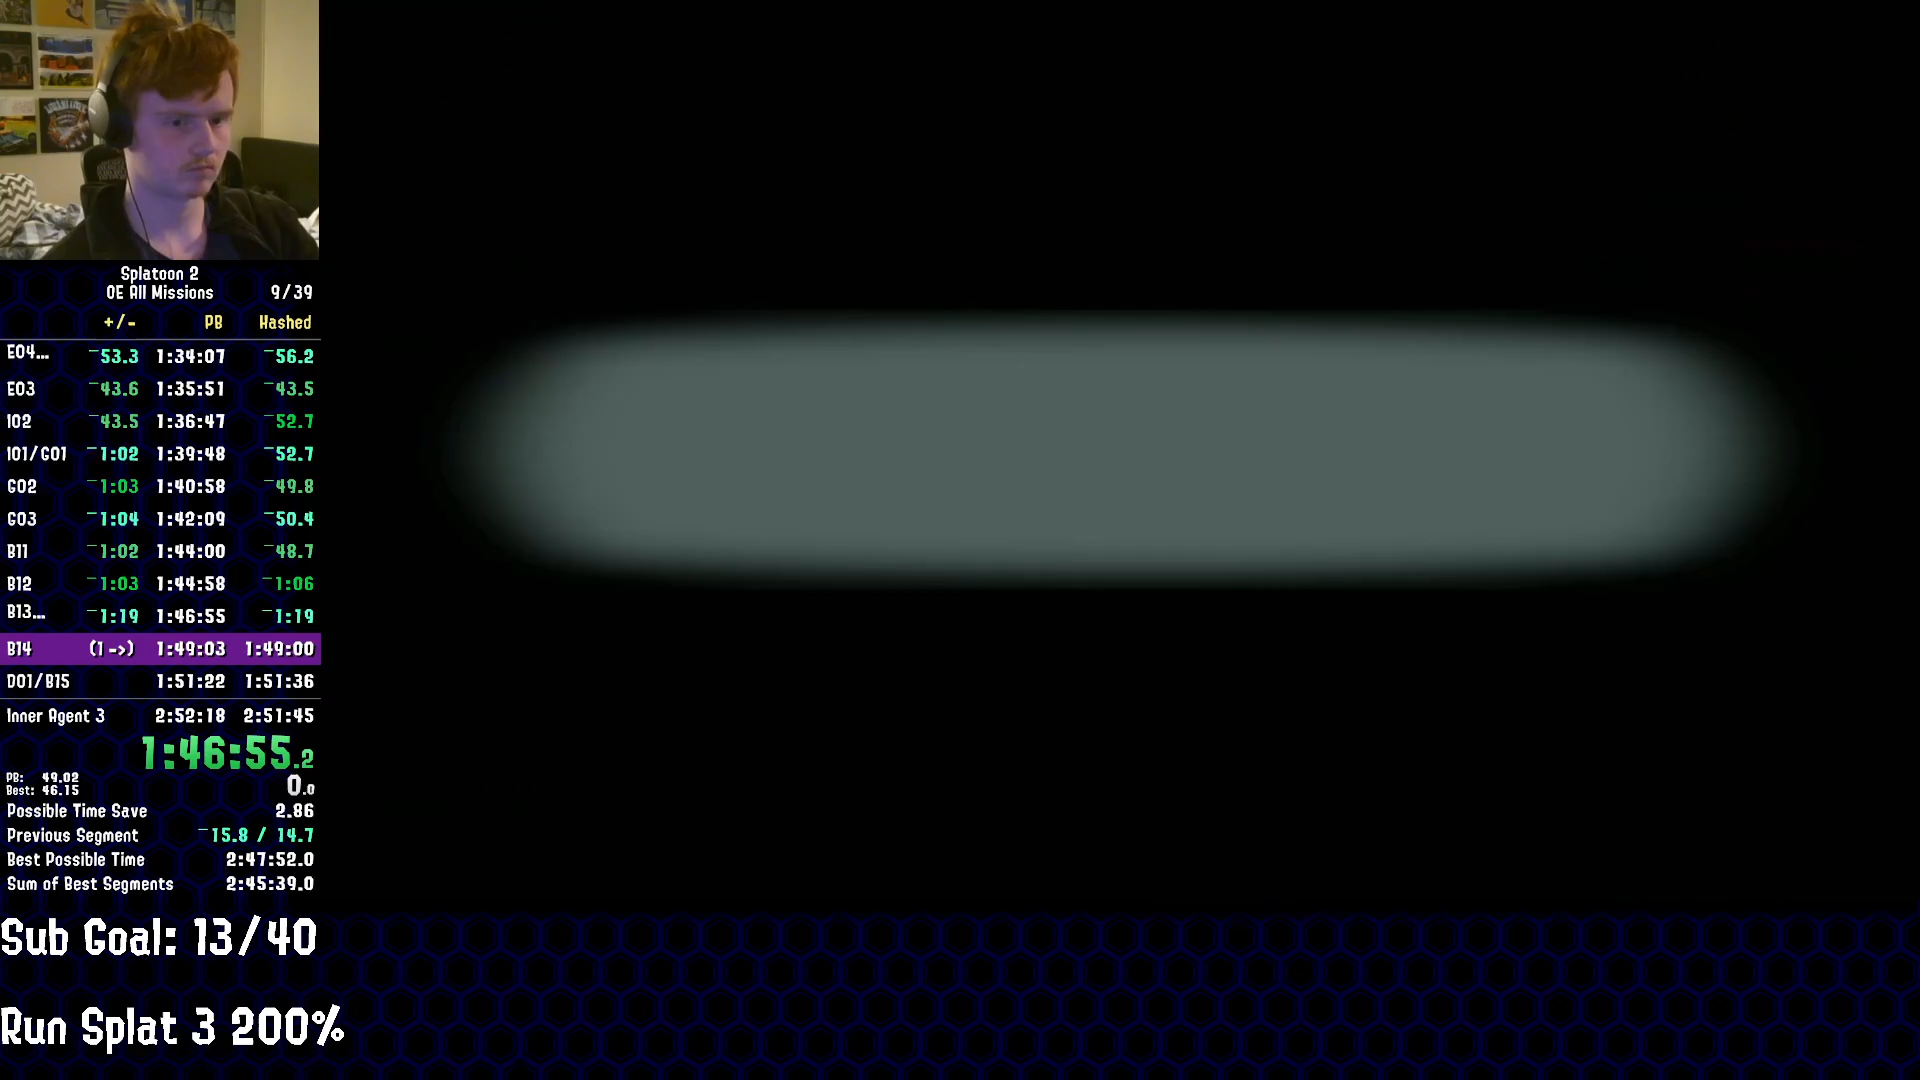 Splatoon 2
OE All Missions 9/39
+/- PB Hashed
E04... -53.3 1:34:07 -56.2
E03 -43.6 1:35:51 -43.5
I02 -43.5 1:36:47 -52.7
I01/G01 -1:02 1:39:48 -52.7
G02 -1:03 1:40:58 -49.8
G03 -1:04 1:42:09 -50.4
B11 -1:02 1:44:00 -48.7
B12 -1:03 1:44:58 -1:06
B13... -1:19 1:46:55 -1:19
B14 (1 ->) 1:49:03 1:49:00
D01/B15 1:51:22 1:51:36
Inner Agent 3 2:52:18 2:51:45
1:46:55.2
PB: 49.02
Best: 46.15 0.0
Possible Time Save 2.86
Previous Segment -15.8 / 14.7
Best Possible Time 2:47:52.0
Sum of Best Segments 2:45:39.0
Sub Goal: 13/40
Run Splat 3 200%